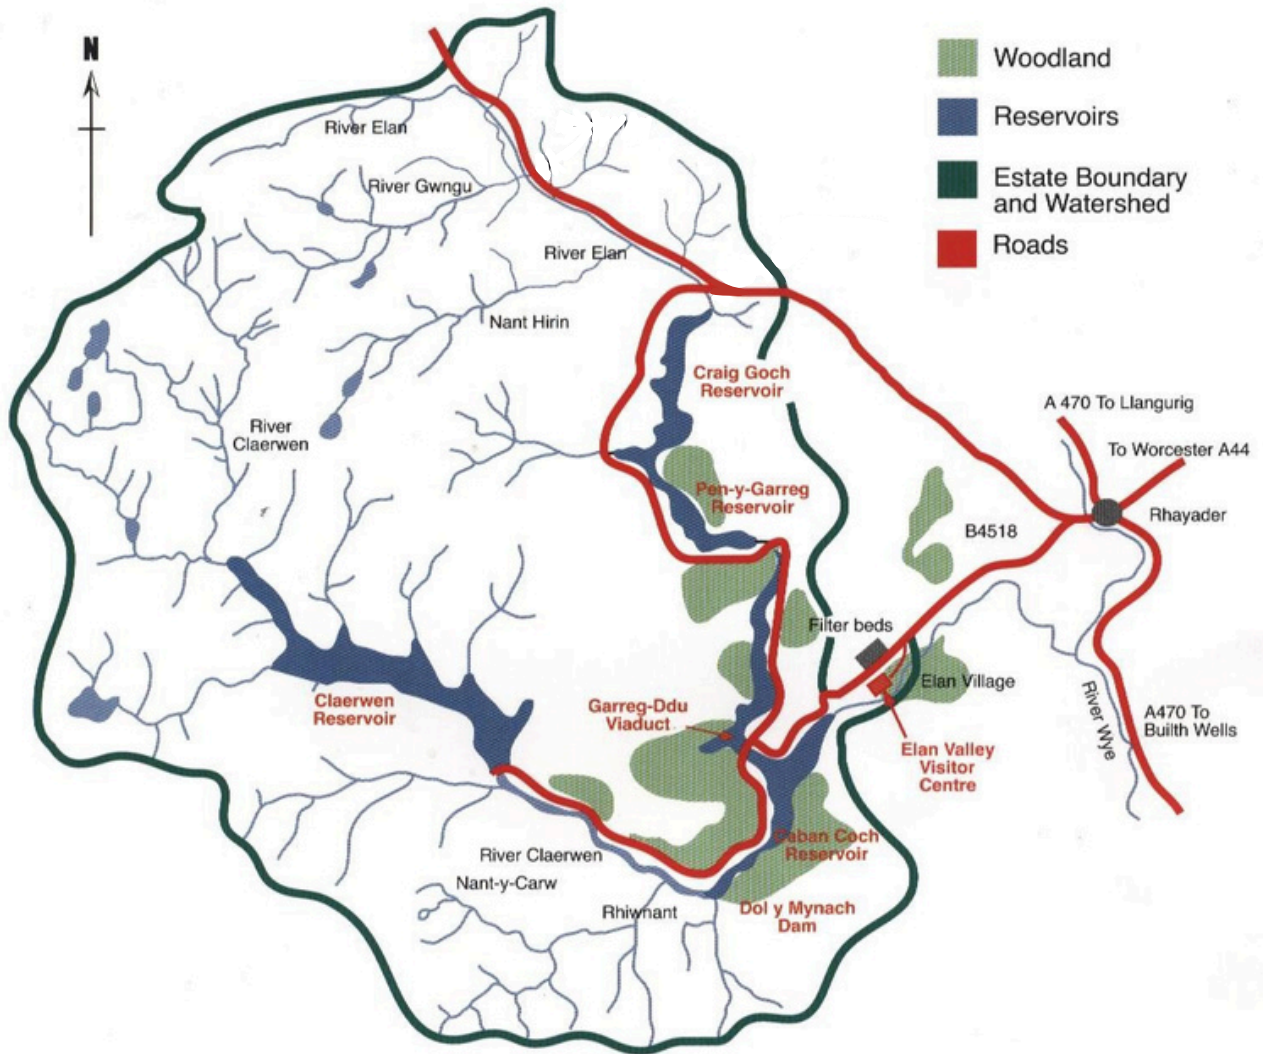 N
Woodland
Reservoirs
Estate Boundary
and Watershed
Roads
River Elan
River Gwngu
River Elan
Nant Hirin
Craig Goch
Reservoir
River
Claerwen
A 470 To Llangurig
To Worcester A44
Pen-y-Garreg
Reservoir
Rhayader
B4518
Filter beds
Elan Village
Claerwen
Reservoir
Garreg-Ddu
Viaduct
River Wye
A470 To
Builth Wells
Elan Valley
Visitor
Centre
Caban Coch
Reservoir
River Claerwen
Nant-y-Carw
Rhiwnant
Dol y Mynach
Dam